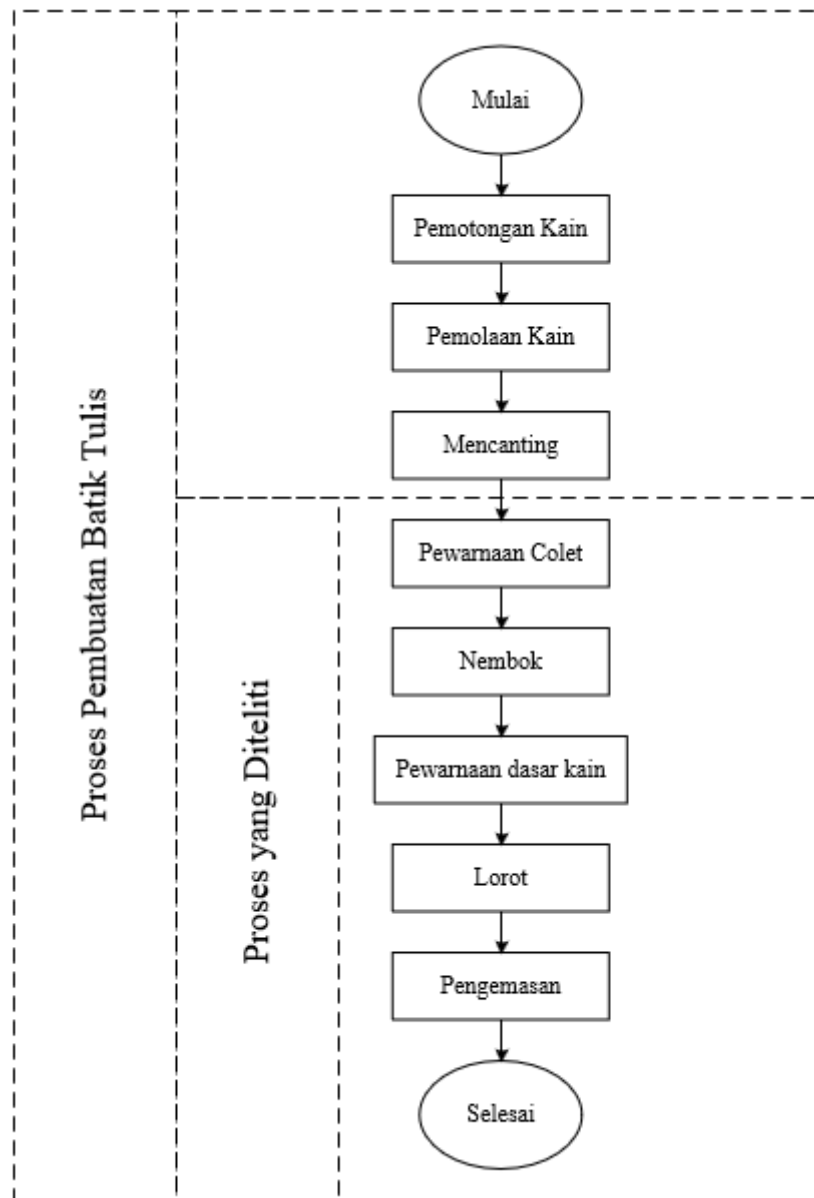 Proses Pembuatan Batik Tulis
Mulai
Pemotongan Kain
Pemolaan Kain
Mencanting
Proses yang Diteliti
Pewarnaan Colet
Nembok
Pewarnaan dasar kain
Lorot
Pengemasan
Selesai